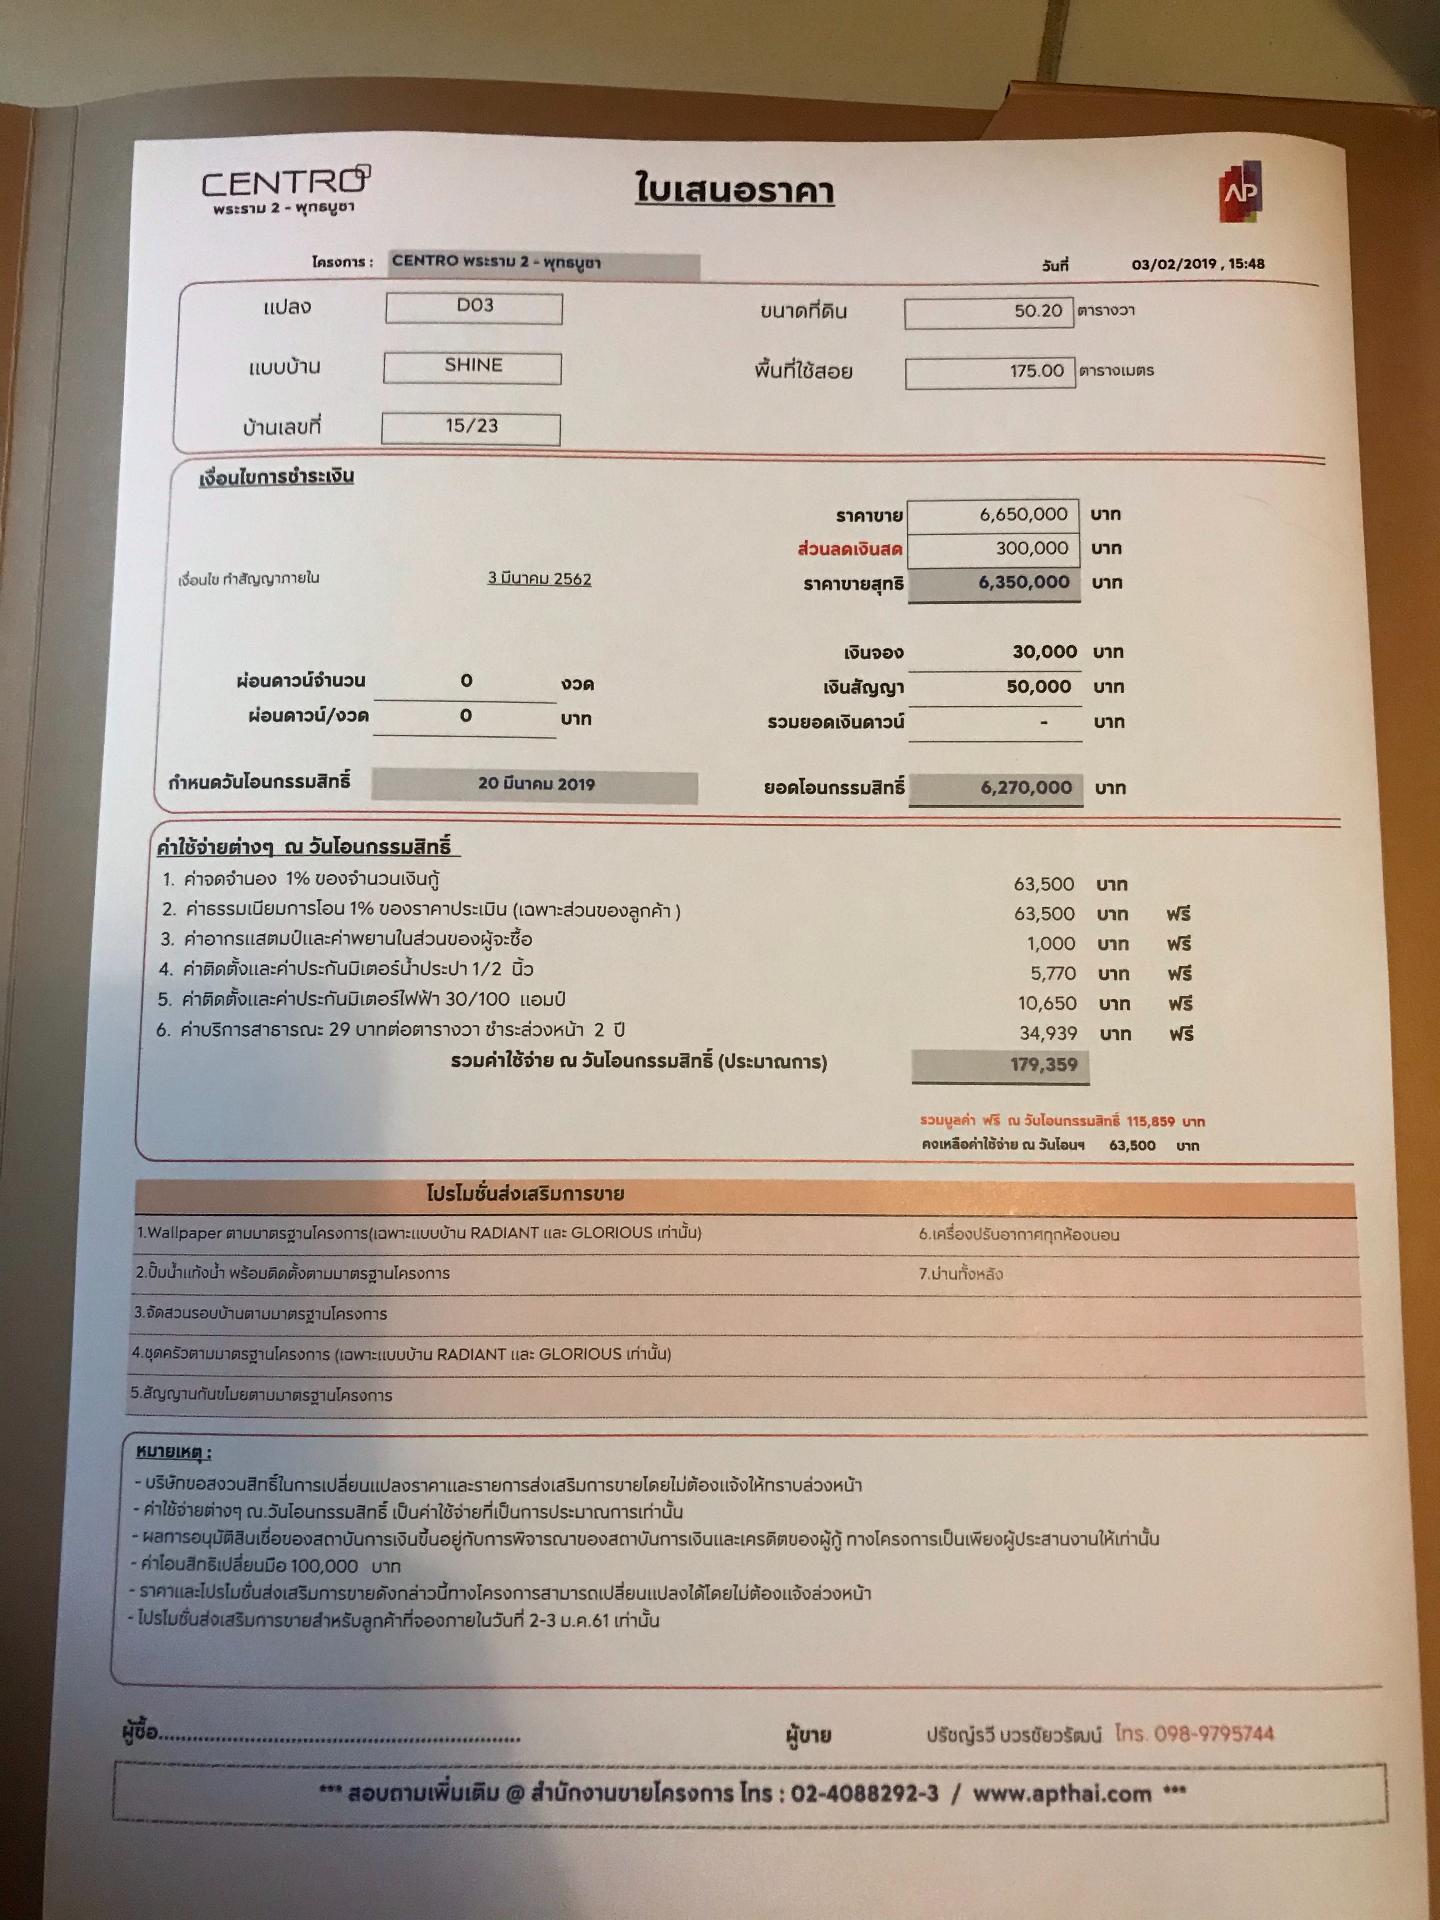 CENTRO
พระราม 2 - พุทธบูชา
ใบเสนอราคา
AP
โครงการ : CENTRO พระราม 2 - พุทธบูชา วันที่ 03/02/2019 , 15:48
แปลง D03 ขนาดที่ดิน 50.20 ตารางวา
แบบบ้าน SHINE พื้นที่ใช้สอย 175.00 ตารางเมตร
บ้านเลขที่ 15/23
เงื่อนไขการชำระเงิน
ราคาขาย 6,650,000 บาท
ส่วนลดเงินสด 300,000 บาท
เงื่อนไข ทำสัญญาภายใน 3 มีนาคม 2562 ราคาขายสุทธิ 6,350,000 บาท
เงินจอง 30,000 บาท
ผ่อนดาวน์จำนวน 0 งวด เงินสัญญา 50,000 บาท
ผ่อนดาวน์/งวด 0 บาท รวมยอดเงินดาวน์ - บาท
กำหนดวันโอนกรรมสิทธิ์ 20 มีนาคม 2019 ยอดโอนกรรมสิทธิ์ 6,270,000 บาท
ค่าใช้จ่ายต่างๆ ณ วันโอนกรรมสิทธิ์
1. ค่าจดจำนอง 1% ของจำนวนเงินกู้ 63,500 บาท
2. ค่าธรรมเนียมการโอน 1% ของราคาประเมิน (เฉพาะส่วนของลูกค้า ) 63,500 บาท ฟรี
3. ค่าอากรแสตมป์และค่าพยานในส่วนของผู้จะซื้อ 1,000 บาท ฟรี
4. ค่าติดตั้งและค่าประกันมิเตอร์น้ำประปา 1/2 นิ้ว 5,770 บาท ฟรี
5. ค่าติดตั้งและค่าประกันมิเตอร์ไฟฟ้า 30/100 แอมป์ 10,650 บาท ฟรี
6. ค่าบริการสาธารณะ 29 บาทต่อตารางวา ชำระล่วงหน้า 2 ปี 34,939 บาท ฟรี
รวมค่าใช้จ่าย ณ วันโอนกรรมสิทธิ์ (ประมาณการ) 179,359
รวมมูลค่า ฟรี ณ วันโอนกรรมสิทธิ์ 115,859 บาท
คงเหลือค่าใช้จ่าย ณ วันโอนฯ 63,500 บาท
โปรโมชั่นส่งเสริมการขาย
1.Wallpaper ตามมาตรฐานโครงการ(เฉพาะแบบบ้าน RADIANT และ GLORIOUS เท่านั้น) 6.เครื่องปรับอากาศทุกห้องนอน
2.ปั๊มน้ำแท้งน้ำ พร้อมติดตั้งตามมาตรฐานโครงการ 7.ม่านทั้งหลัง
3.จัดสวนรอบบ้านตามมาตรฐานโครงการ
4.ชุดครัวตามมาตรฐานโครงการ (เฉพาะแบบบ้าน RADIANT และ GLORIOUS เท่านั้น)
5.สัญญานกันขโมยตามมาตรฐานโครงการ
หมายเหตุ :
- บริษัทขอสงวนสิทธิ์ในการเปลี่ยนแปลงราคาและรายการส่งเสริมการขายโดยไม่ต้องแจ้งให้ทราบล่วงหน้า
- ค่าใช้จ่ายต่างๆ ณ.วันโอนกรรมสิทธิ์ เป็นค่าใช้จ่ายที่เป็นการประมาณการเท่านั้น
- ผลการอนุมัติสินเชื่อของสถาบันการเงินขึ้นอยู่กับการพิจารณาของสถาบันการเงินและเครดิตของผู้กู้ ทางโครงการเป็นเพียงผู้ประสานงานให้เท่านั้น
- ค่าโอนสิทธิเปลี่ยนมือ 100,000 บาท
- ราคาและโปรโมชั่นส่งเสริมการขายดังกล่าวนี้ทางโครงการสามารถเปลี่ยนแปลงได้โดยไม่ต้องแจ้งล่วงหน้า
- โปรโมชั่นส่งเสริมการขายสำหรับลูกค้าที่จองภายในวันที่ 2-3 ม.ค.61 เท่านั้น
ผู้ซื้อ.................................................................. ผู้ขาย ปรัชญ์รวี บวรชัยวรัฒน์ โทร. 098-9795744
*** สอบถามเพิ่มเติม @ สำนักงานขายโครงการ โทร : 02-4088292-3 / www.apthai.com ***